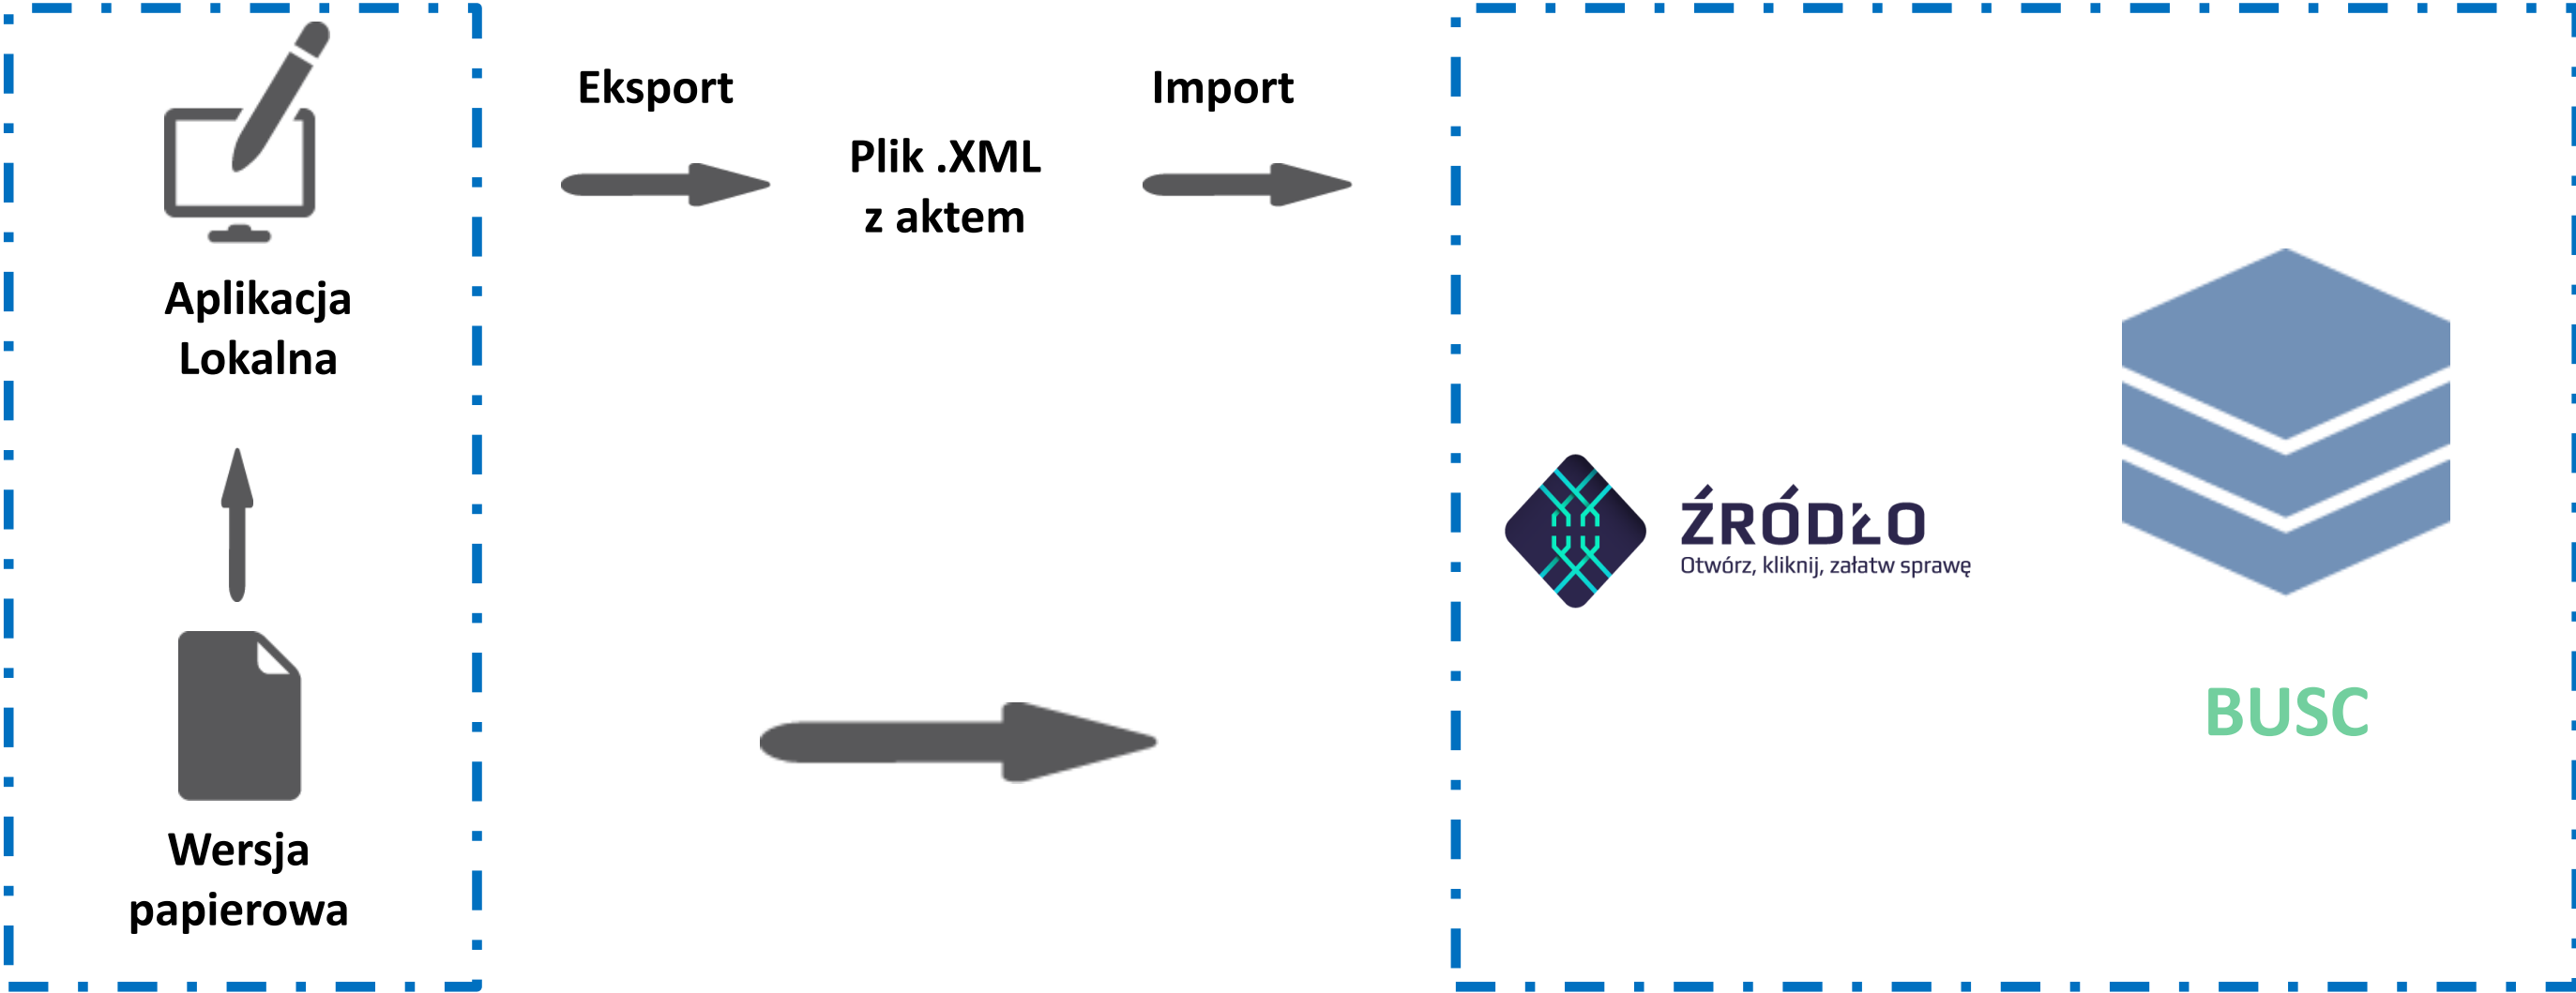 Eksport
Import
Plik .XML
z aktem
Aplikacja
Lokalna
ŹRÓDŁO
Otwórz, kliknij, załatw sprawę
BUSC
Wersja
papierowa